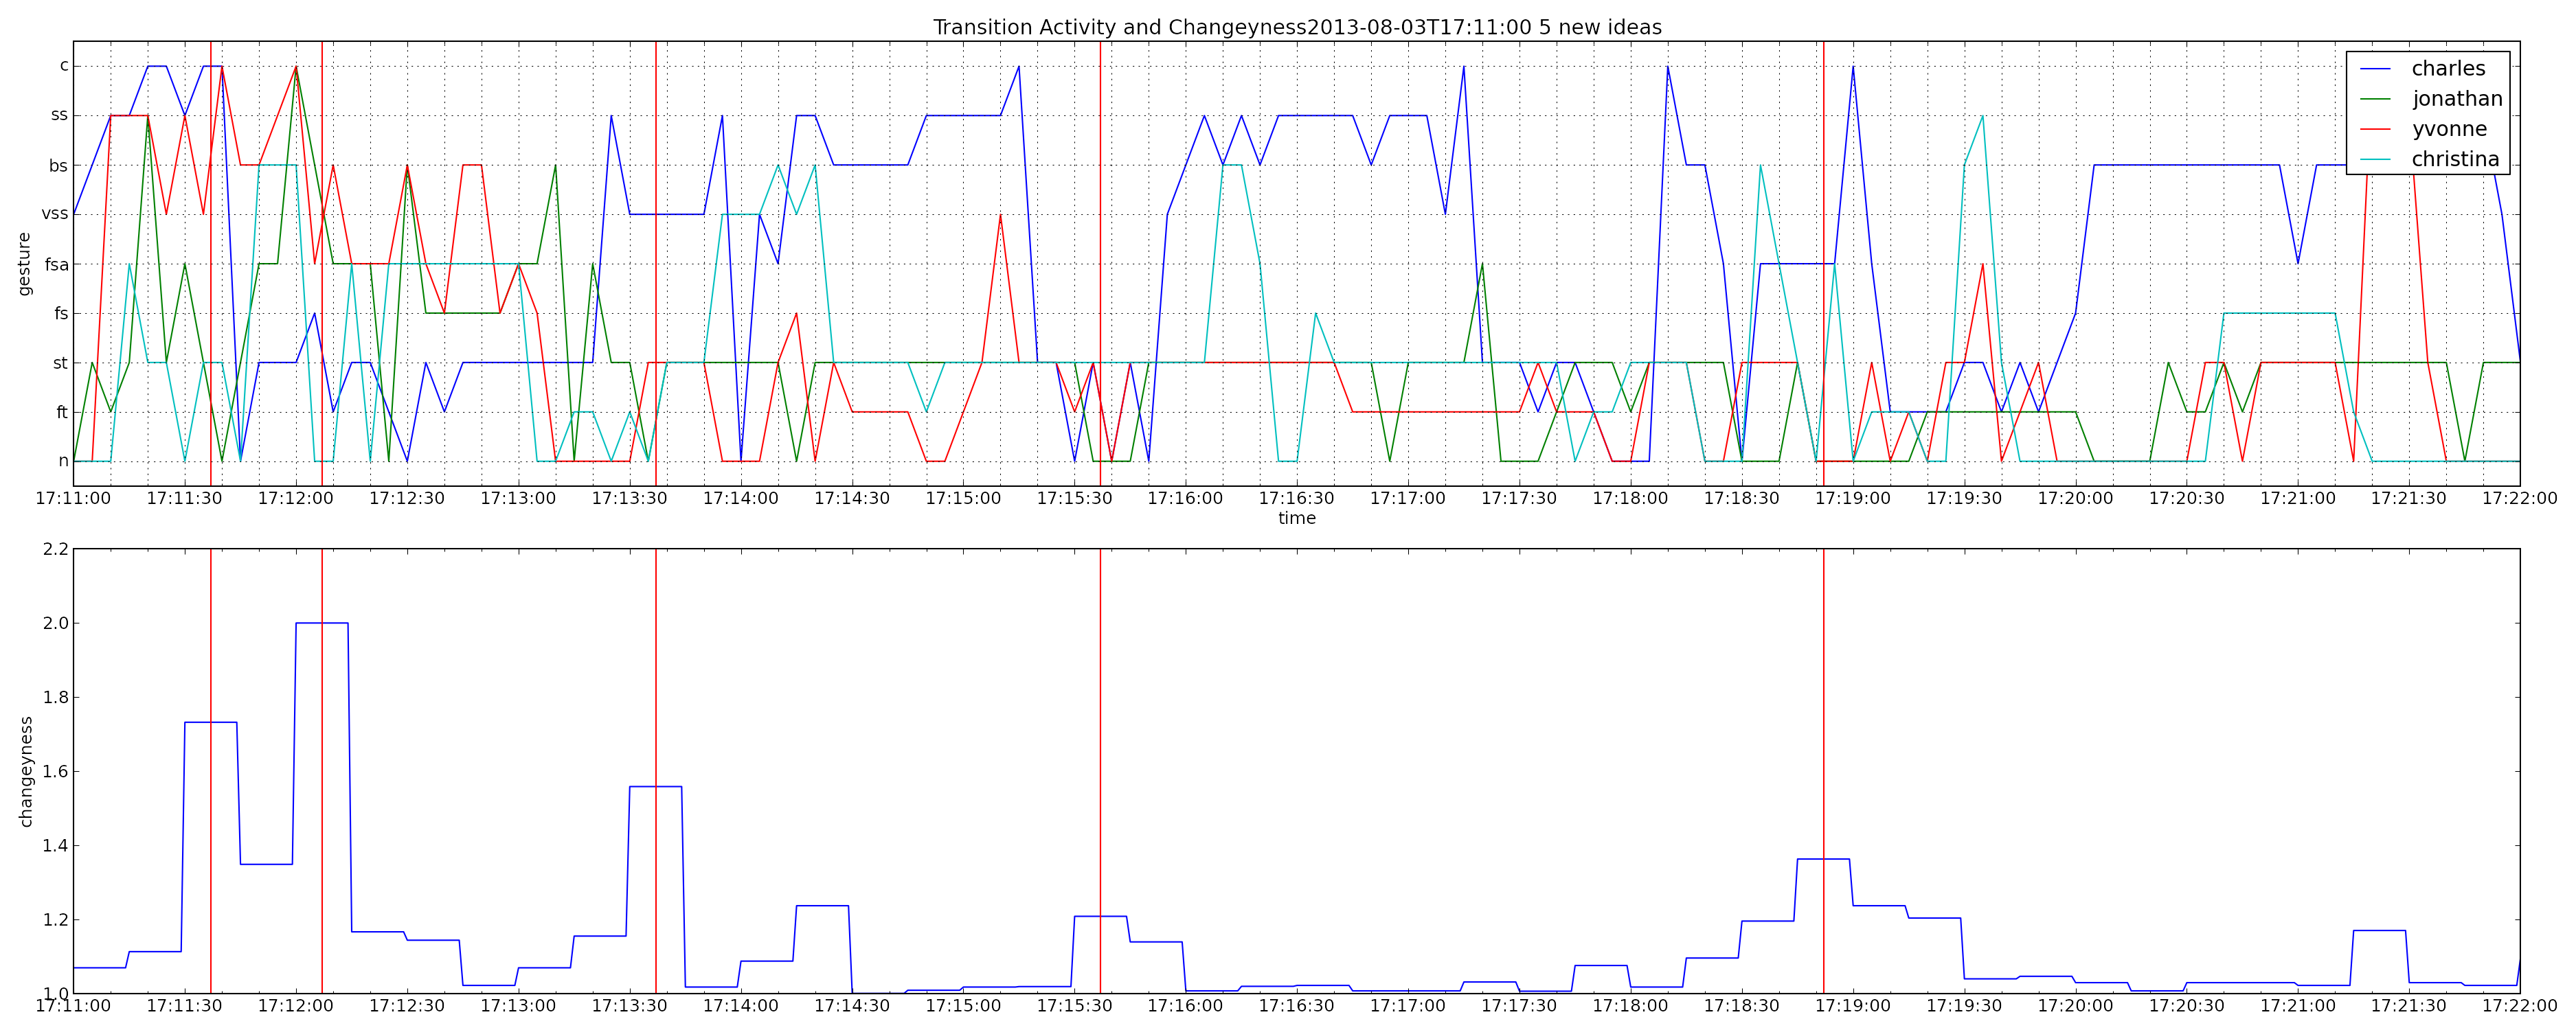 Transition Activity and Changeyness2013-08-03T17:11:00 5 new ideas
gesture
c
ss
bs
vss
fsa
fs
st
ft
n
charles
jonathan
yvonne
christina
17:11:00 17:11:30 17:12:00 17:12:30 17:13:00 17:13:30 17:14:00 17:14:30 17:15:00 17:15:30 17:16:00 17:16:30 17:17:00 17:17:30 17:18:00 17:18:30 17:19:00 17:19:30 17:20:00 17:20:30 17:21:00 17:21:30 17:22:00
time
changeyness
2.2
2.0
1.8
1.6
1.4
1.2
1.0
17:11:00 17:11:30 17:12:00 17:12:30 17:13:00 17:13:30 17:14:00 17:14:30 17:15:00 17:15:30 17:16:00 17:16:30 17:17:00 17:17:30 17:18:00 17:18:30 17:19:00 17:19:30 17:20:00 17:20:30 17:21:00 17:21:30 17:22:00